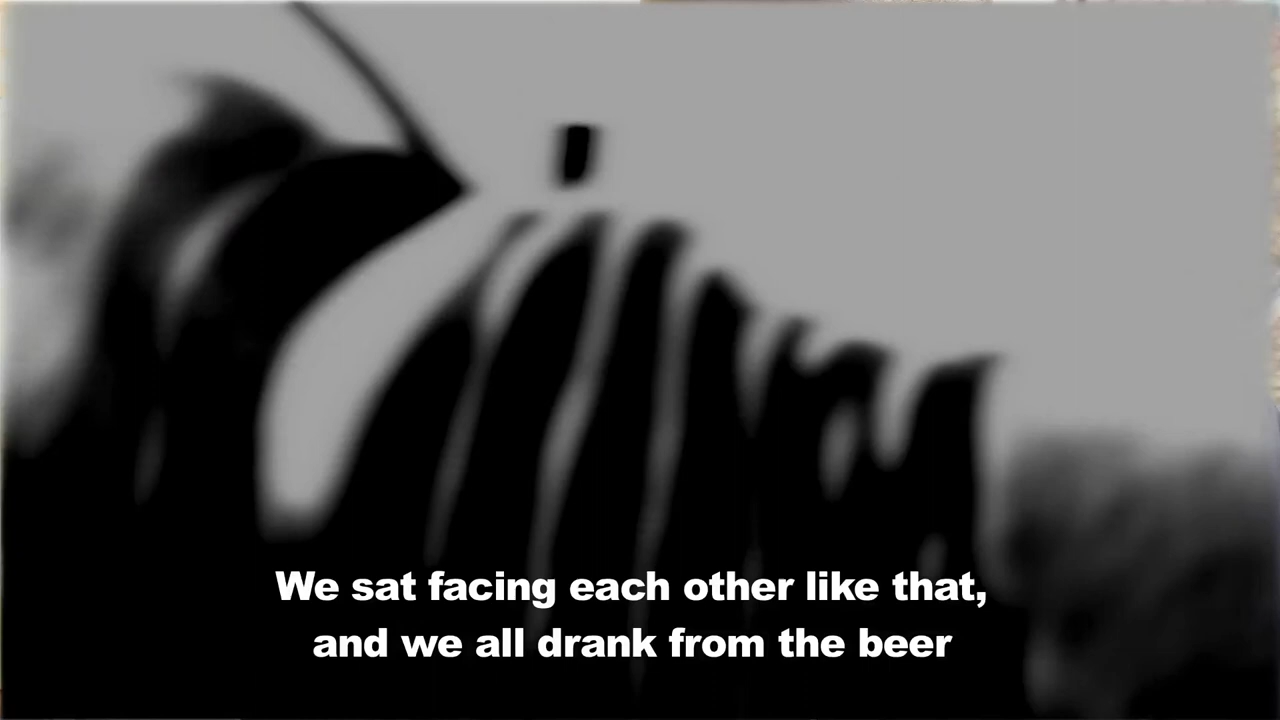 We sat facing each other like that,
and we all drank from the beer